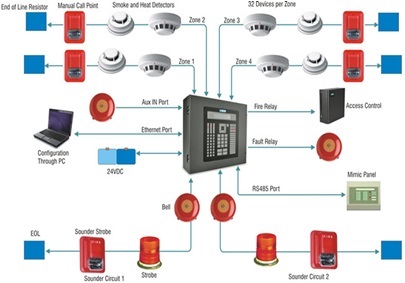 End of Line Resistor
Manual Call Point
Smoke and Heat Detectors
Zone 2
Zone 3
32 Devices per Zone
Zone 1
Zone 4
Aux IN Port
Fire Relay
Access Control
Ethernet Port
Configuration
Through PC
Fault Relay
24VDC
RS485 Port
Mimic Panel
Bell
EOL
Sounder Strobe
Sounder Circuit 1
Strobe
Sounder Circuit 2